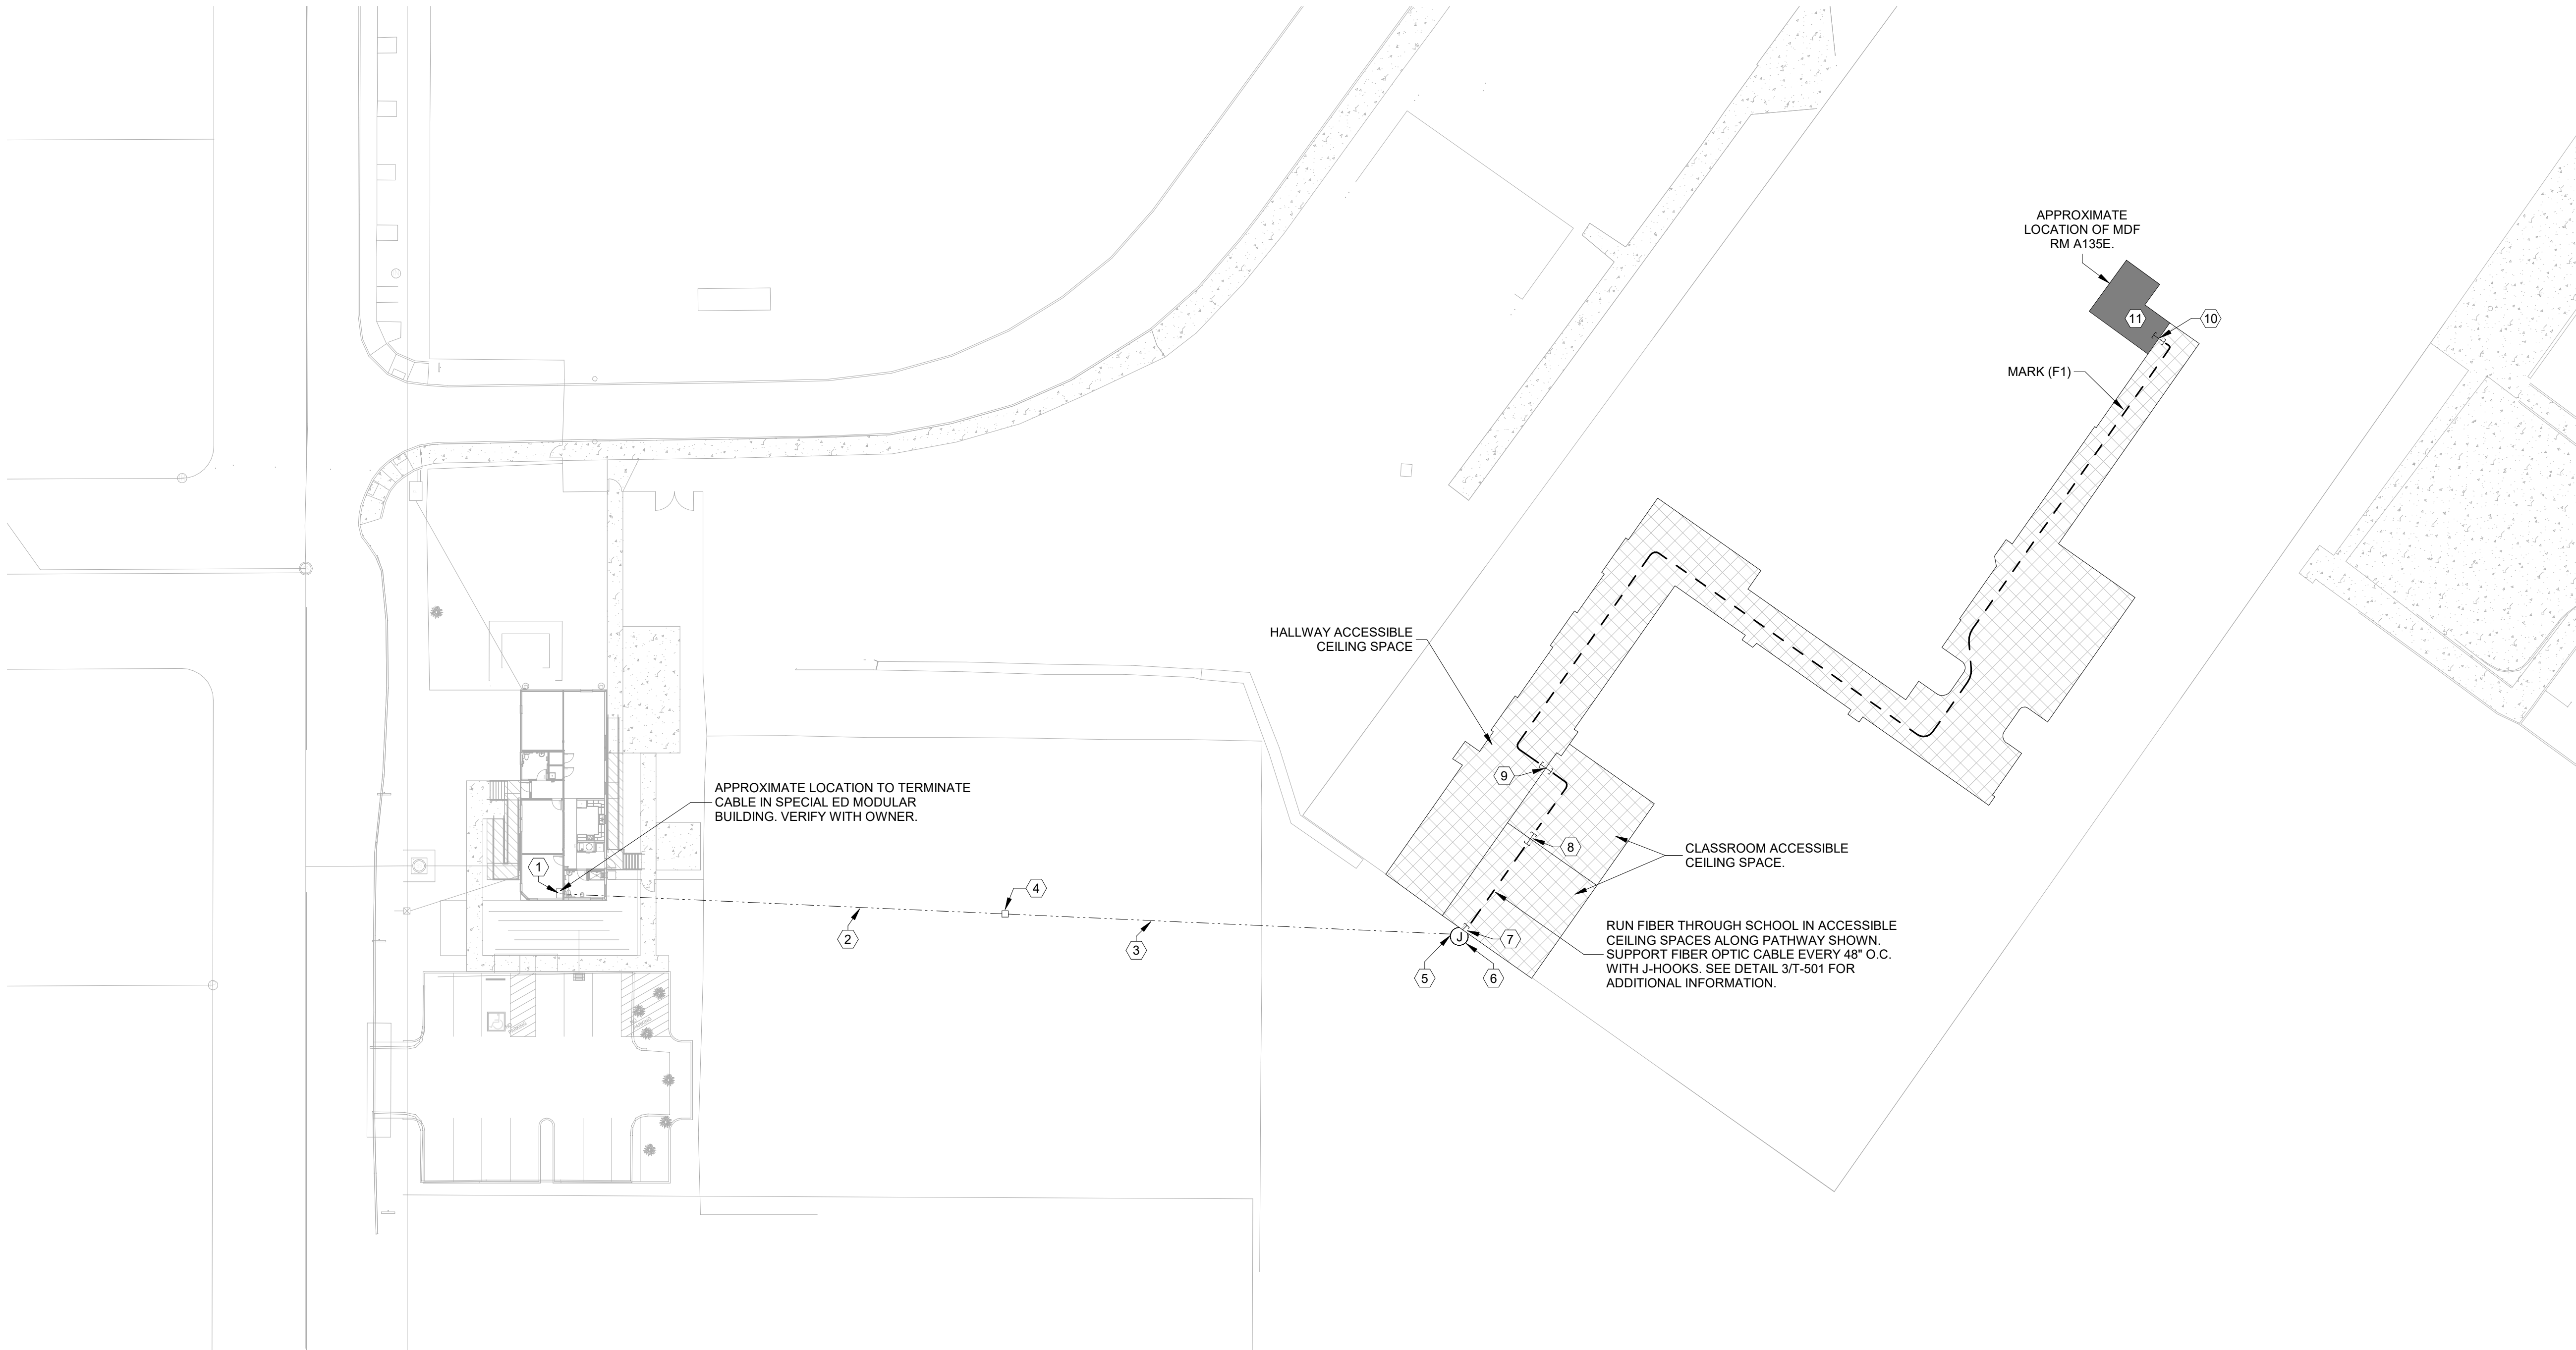 APPROXIMATE
LOCATION OF MDF
RM A135E.
11
10
MARK (F1)
HALLWAY ACCESSIBLE
CEILING SPACE
9
8
CLASSROOM ACCESSIBLE
CEILING SPACE.
APPROXIMATE LOCATION TO TERMINATE
CABLE IN SPECIAL ED MODULAR
BUILDING. VERIFY WITH OWNER.
1
2
4
3
J
5
6
7
RUN FIBER THROUGH SCHOOL IN ACCESSIBLE
CEILING SPACES ALONG PATHWAY SHOWN.
SUPPORT FIBER OPTIC CABLE EVERY 48" O.C.
WITH J-HOOKS. SEE DETAIL 3/T-501 FOR
ADDITIONAL INFORMATION.